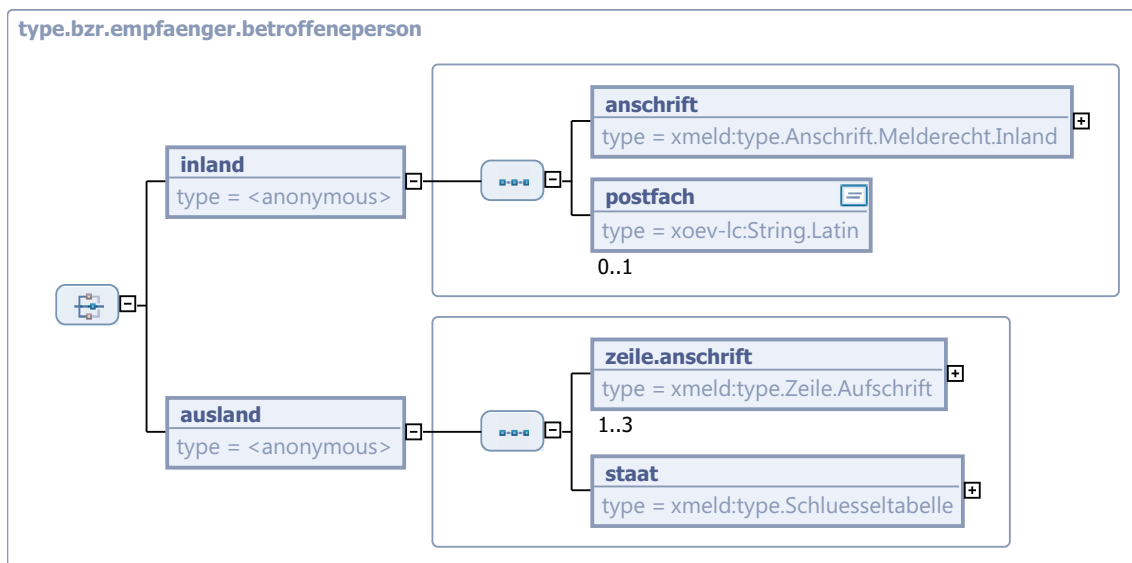 type.bzr.empfaenger.betroffeneperson
anschrift
type = xmeld:type.Anschrift.Melderecht.Inland
inland
type = <anonymous>
postfach
type = xoev-lc:String.Latin
0..1
zeile.anschrift
type = xmeld:type.Zeile.Aufschrift
1..3
ausland
type = <anonymous>
staat
type = xmeld:type.Schluesseltabelle